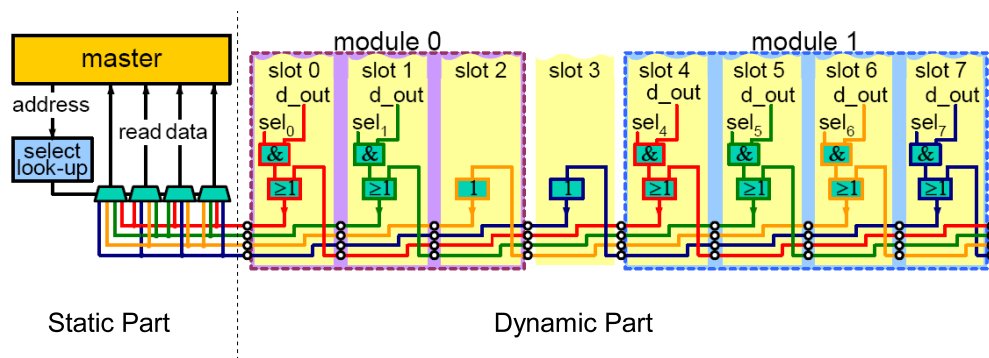 master
address
read data
select
look-up
Static Part
module 0
slot 0
slot 1
slot 2
slot 3
d_out
d_out
sel0
sel1
&
&
≥1
≥1
1
1
module 1
slot 4
slot 5
slot 6
slot 7
d_out
d_out
d_out
d_out
sel4
sel5
sel6
sel7
&
&
&
&
≥1
≥1
≥1
≥1
Dynamic Part